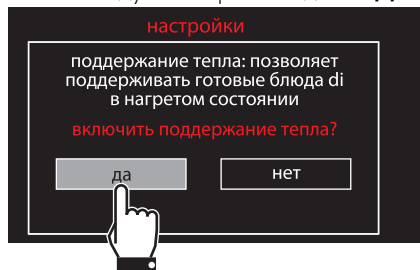 настройки
поддержание тепла: позволяет
поддерживать готовые блюда di
в нагретом состоянии
включить поддержание тепла?
да
нет